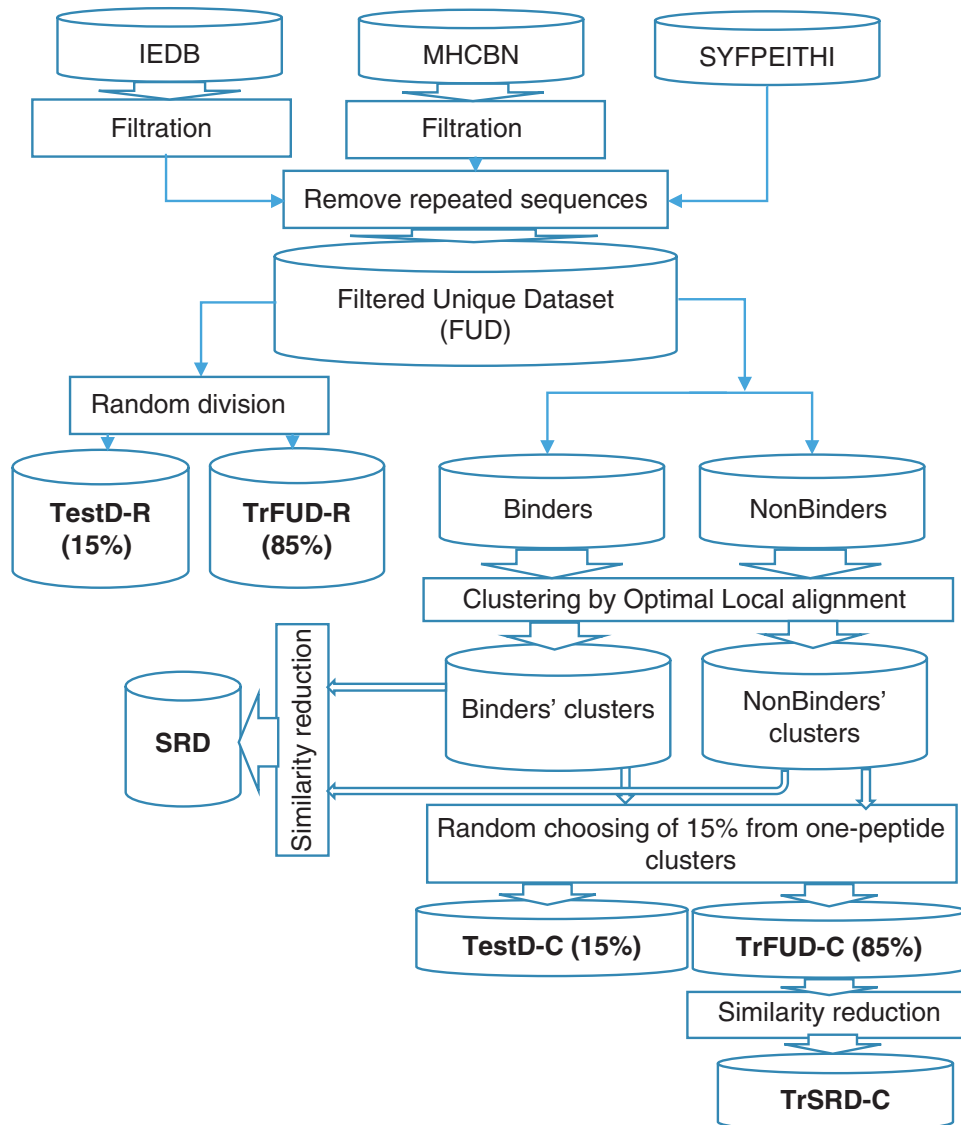 IEDB
MHCBN
SYFPEITHI
Filtration
Filtration
Remove repeated sequences
Filtered Unique Dataset
(FUD)
Random division
TestD-R
(15%)
TrFUD-R
(85%)
Binders
NonBinders
Clustering by Optimal Local alignment
Similarity reduction
SRD
Binders’ clusters
NonBinders’
clusters
Random choosing of 15% from one-peptide
clusters
TestD-C (15%)
TrFUD-C (85%)
Similarity reduction
TrSRD-C